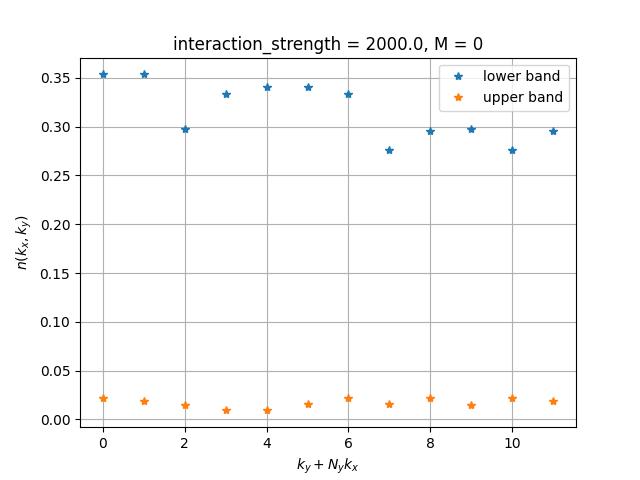 interaction_strength = 2000.0, M = 0
lower band
upper band
n(k_x, k_y)
0.35
0.30
0.25
0.20
0.15
0.10
0.05
0.00
0 2 4 6 8 10
k_y + N_y k_x